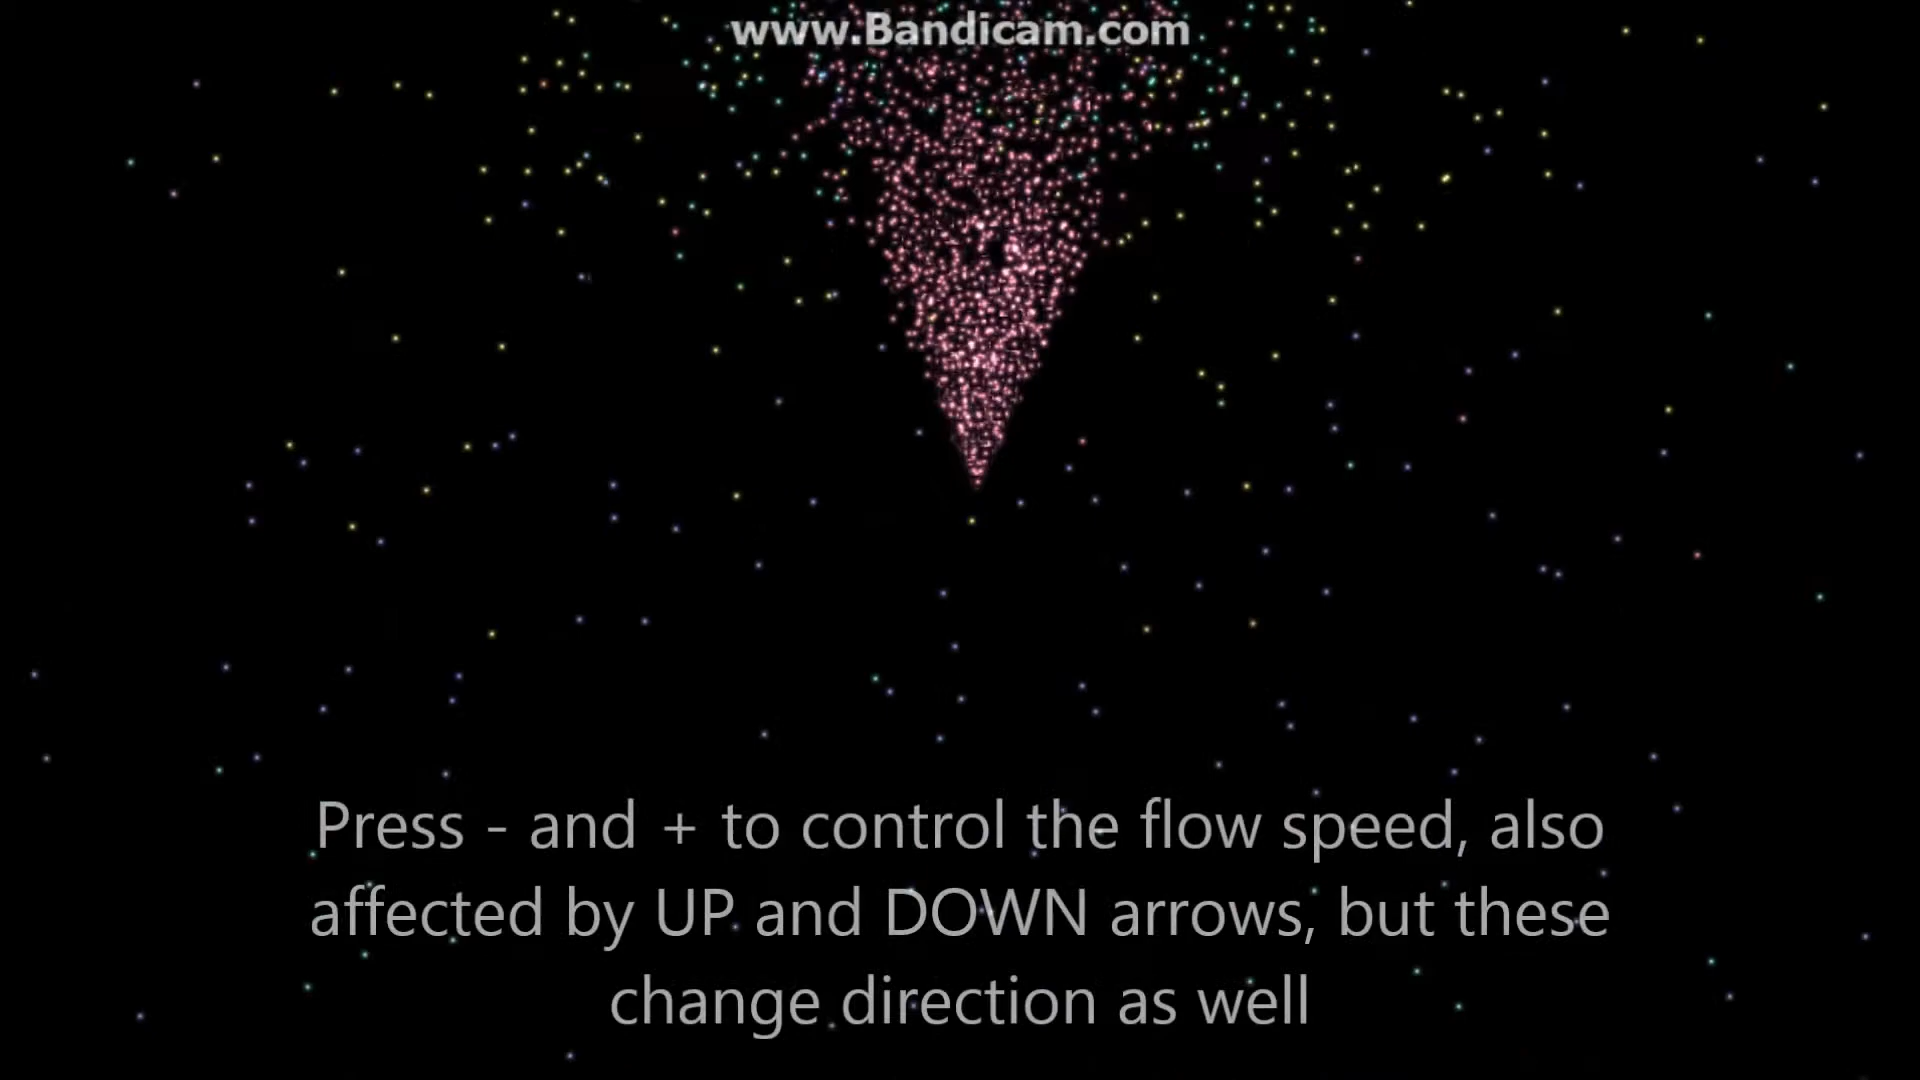 www.Bandicam.com
Press - and + to control the flow speed, also
affected by UP and DOWN arrows, but these
change direction as well